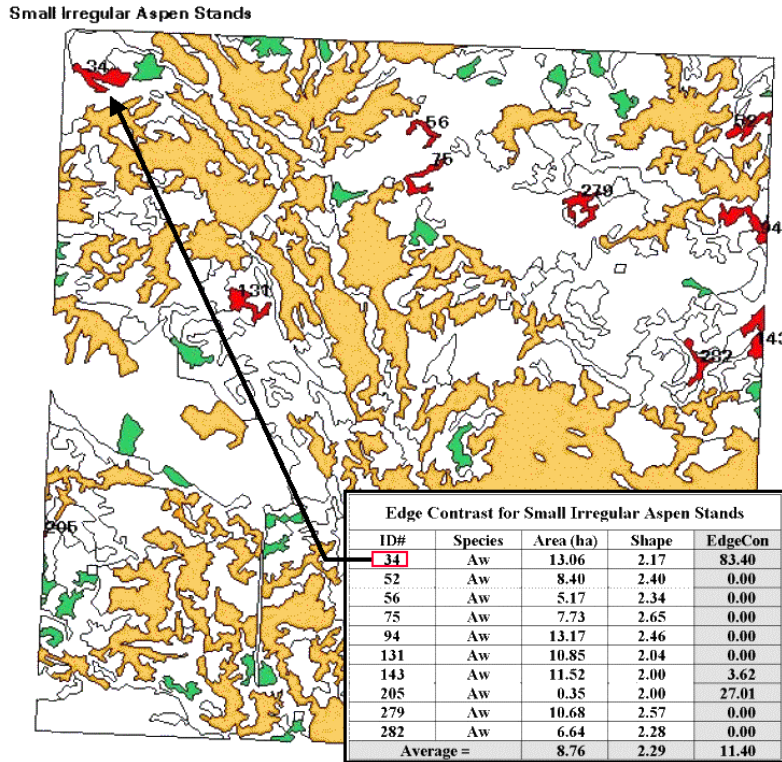 Small Irregular Aspen Stands
34
56
52
75
279
94
131
143
282
205
Edge Contrast for Small Irregular Aspen Stands
ID# Species Area (ha) Shape EdgeCon
34 Aw 13.06 2.17 83.40
52 Aw 8.40 2.40 0.00
56 Aw 5.17 2.34 0.00
75 Aw 7.73 2.65 0.00
94 Aw 13.17 2.46 0.00
131 Aw 10.85 2.04 0.00
143 Aw 11.52 2.00 3.62
205 Aw 0.35 2.00 27.01
279 Aw 10.68 2.57 0.00
282 Aw 6.64 2.28 0.00
Average = 8.76 2.29 11.40